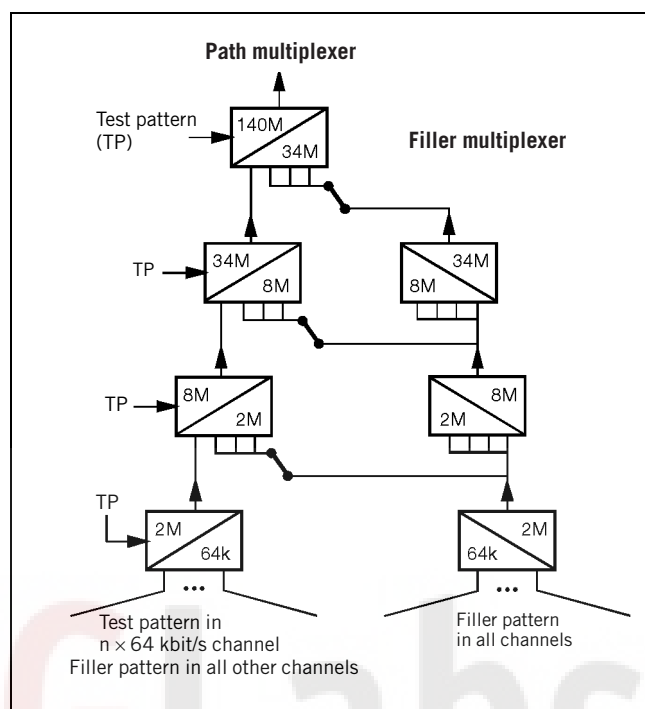 Path multiplexer
Test pattern
(TP)
140M
34M
Filler multiplexer
TP
34M
8M
34M
8M
TP
8M
2M
8M
2M
TP
2M
64k
2M
64k
...
...
Test pattern in
n × 64 kbit/s channel
Filler pattern in all other channels
Filler pattern
in all channels